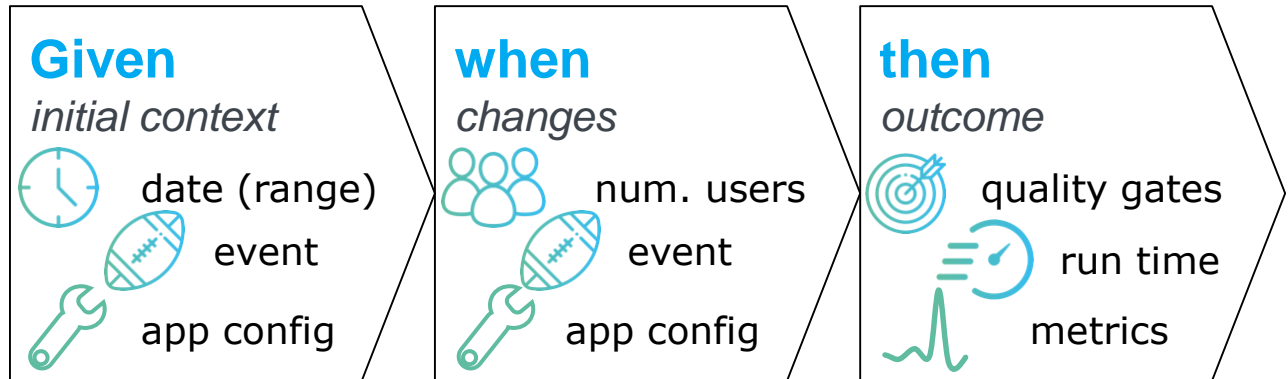 Given
initial context
date (range)
event
app config
when
changes
num. users
event
app config
then
outcome
quality gates
run time
metrics